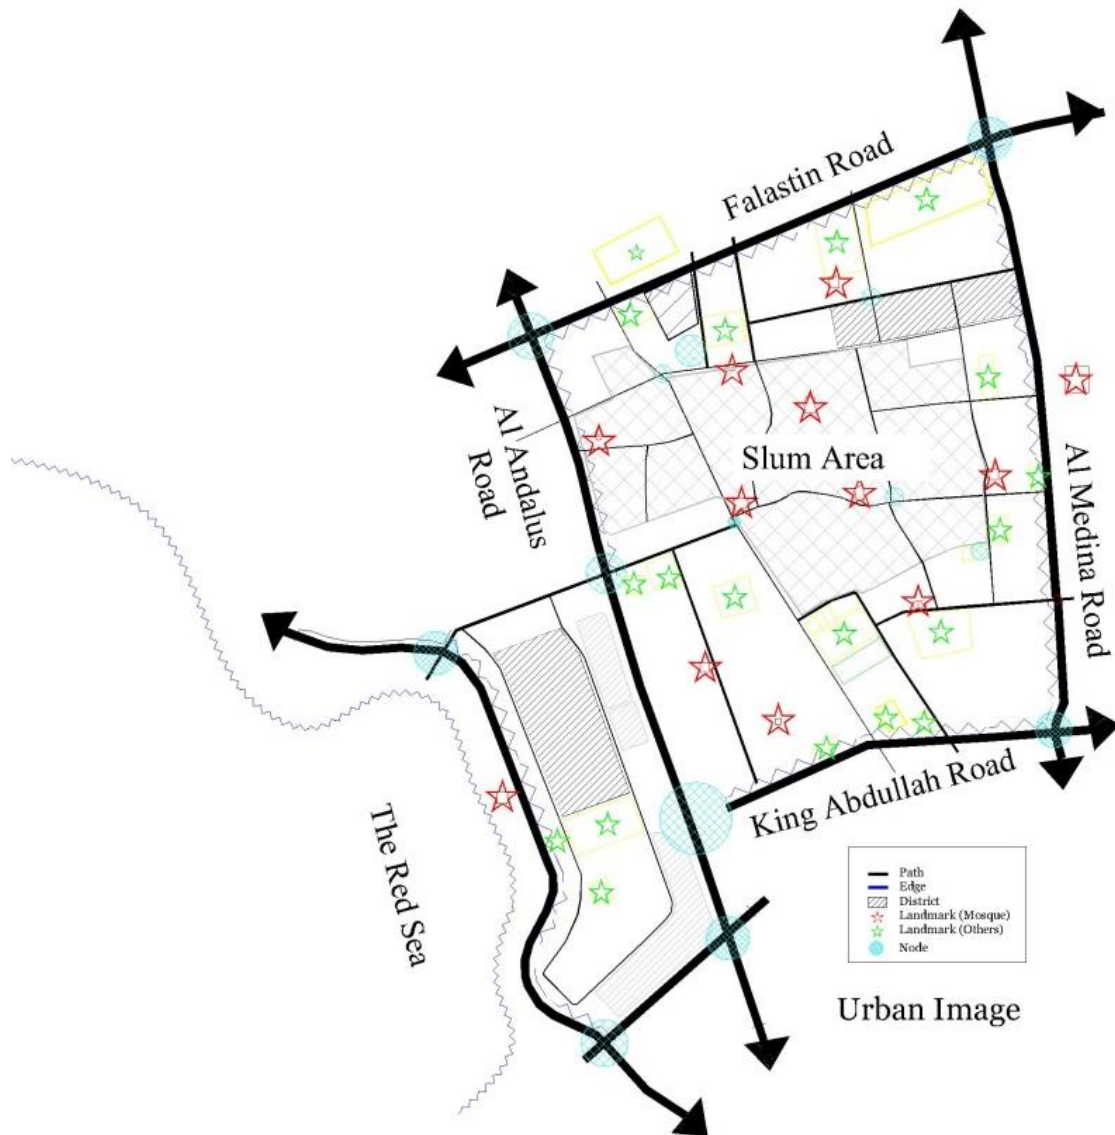 Falastin Road
Al Andalus
Road
Slum Area
Al Medina Road
King Abdullah Road
The Red Sea
Path
Edge
District
Landmark (Mosque)
Landmark (Others)
Node
Urban Image